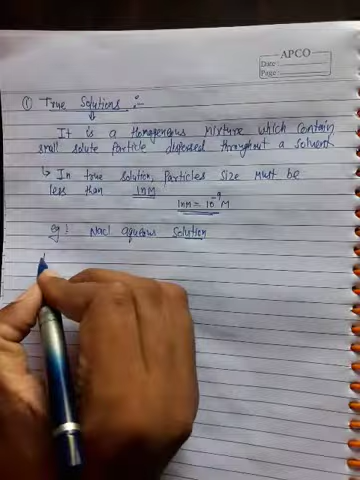 APCO
Date :
Page :
① True Solutions :-
It is a Homogeneous Mixture which contain
small solute Particle dispersed throughout a solvent
↳ In true solution, Particles size must be
less than 1nM
1nM = 10⁻⁹ M
eg: Nacl aqueous solution